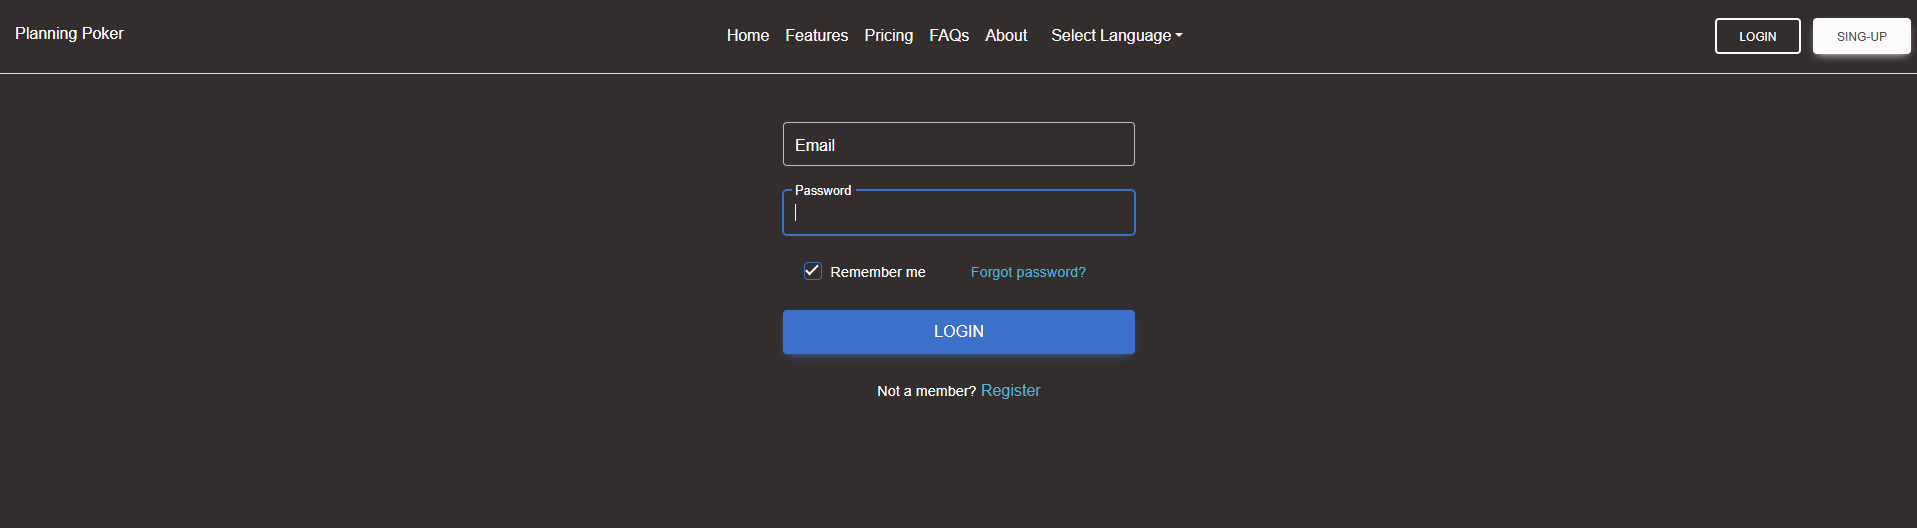 Planning Poker
Home Features Pricing FAQs About Select Language
LOGIN
SING-UP
Email
Password
Remember me Forgot password?
LOGIN
Not a member? Register